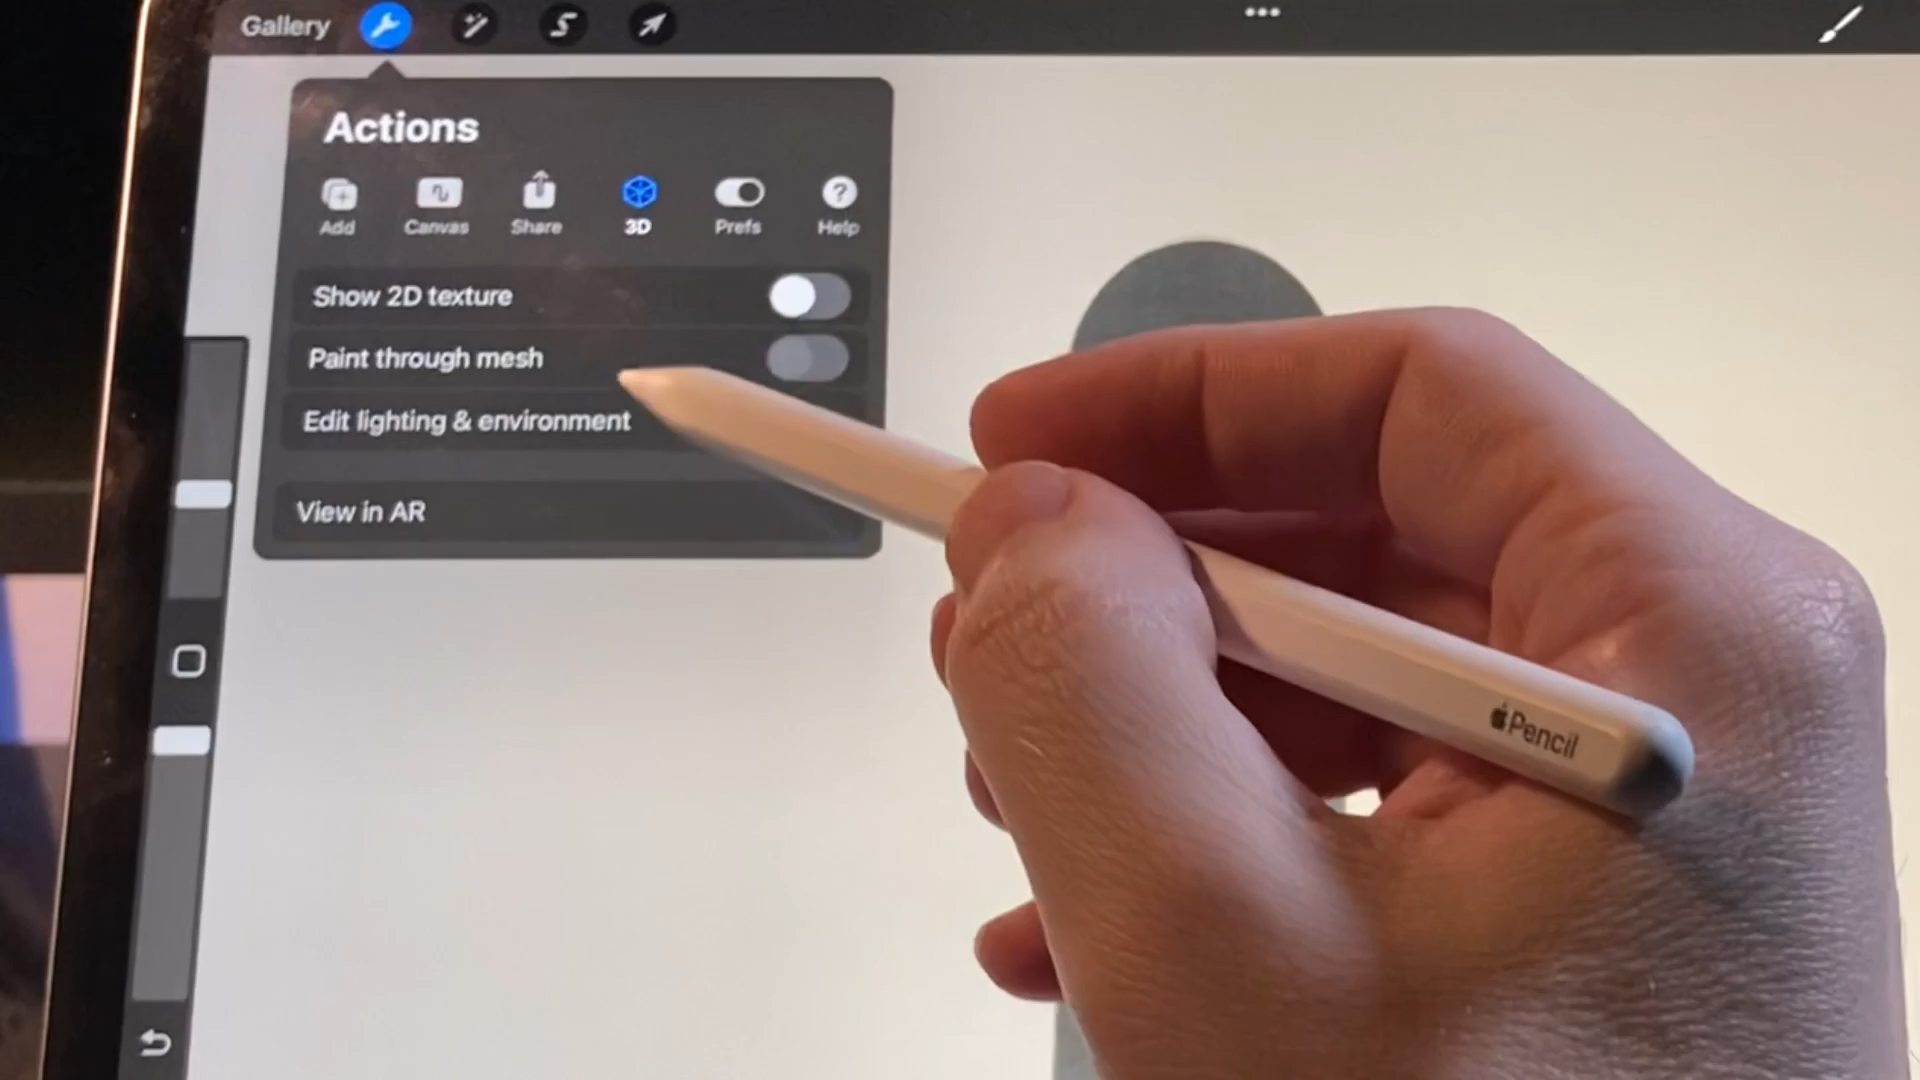 Gallery
Actions
Add Canvas Share 3D Prefs Help
Show 2D texture
Paint through mesh
Edit lighting & environment
View in AR
Pencil